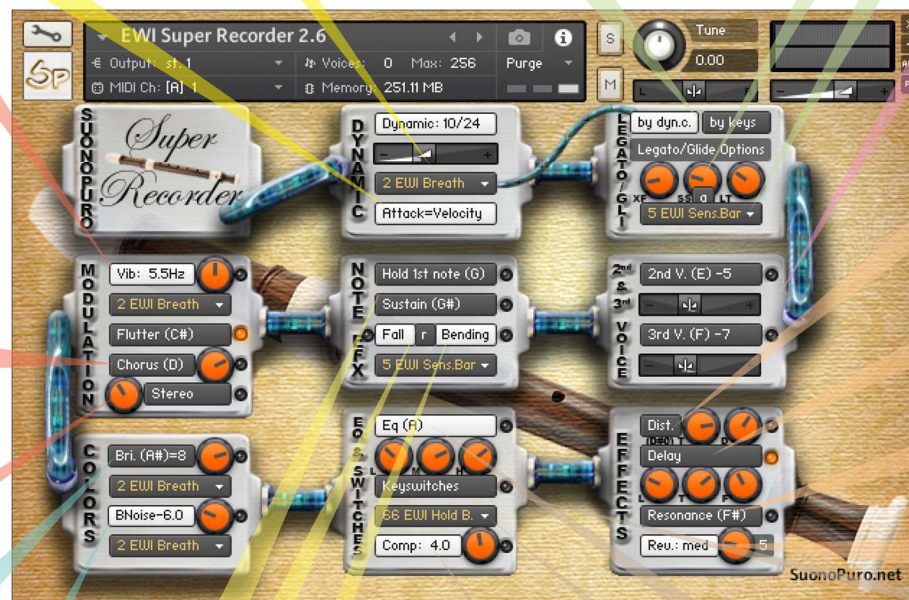 EWI Super Recorder 2.6
Output: st. 1
Voices: 0 Max: 256
Purge
MIDI Ch: [A] 1
Memory: 251.11 MB
S
M
Tune
0.00
L
SP
SUONOPURO
Super
Recorder
DYNAMIC
Dynamic: 10/24
2 EWI Breath
Attack=Velocity
LEGATO/GLI
by dyn.c.
by keys
Legato/Glide Options
XF
SS
g
LT
5 EWI Sens.Bar
MODULATION
Vib: 5.5Hz
2 EWI Breath
Flutter (C#)
Chorus (D)
Stereo
NOTE EFX
Hold 1st note (G)
Sustain (G#)
Fall
r
Bending
5 EWI Sens.Bar
2nd & 3rd VOICE
2nd V. (E) -5
3rd V. (F) -7
COLORS
Bri. (A#)=8
2 EWI Breath
BNoise-6.0
2 EWI Breath
EQ & SWITCHES
Eq (A)
L M H
Keyswitches
66 EWI Hold B.
Comp: 4.0
EFFECTS
Dist.
(D#0) T D
Delay
L T F
Resonance (F#)
Rev.: med
5
SuonoPuro.net